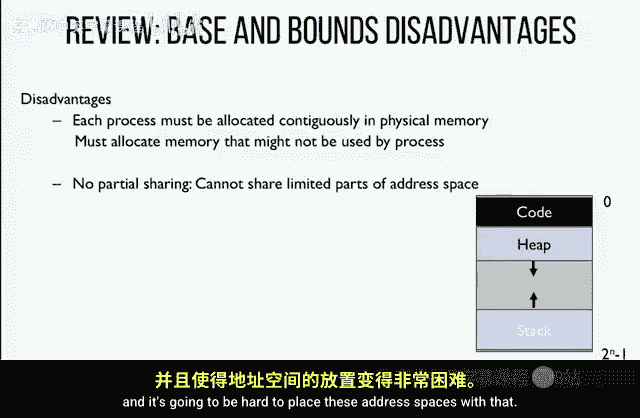 REVIEW: BASE AND BOUNDS DISADVANTAGES
Disadvantages
– Each process must be allocated contiguously in physical memory
Must allocate memory that might not be used by process
– No partial sharing: Cannot share limited parts of address space
0
Code
Heap
Stack
2ⁿ-1
并且使得地址空间的放置变得非常困难。
and it's going to be hard to place these address spaces with that.